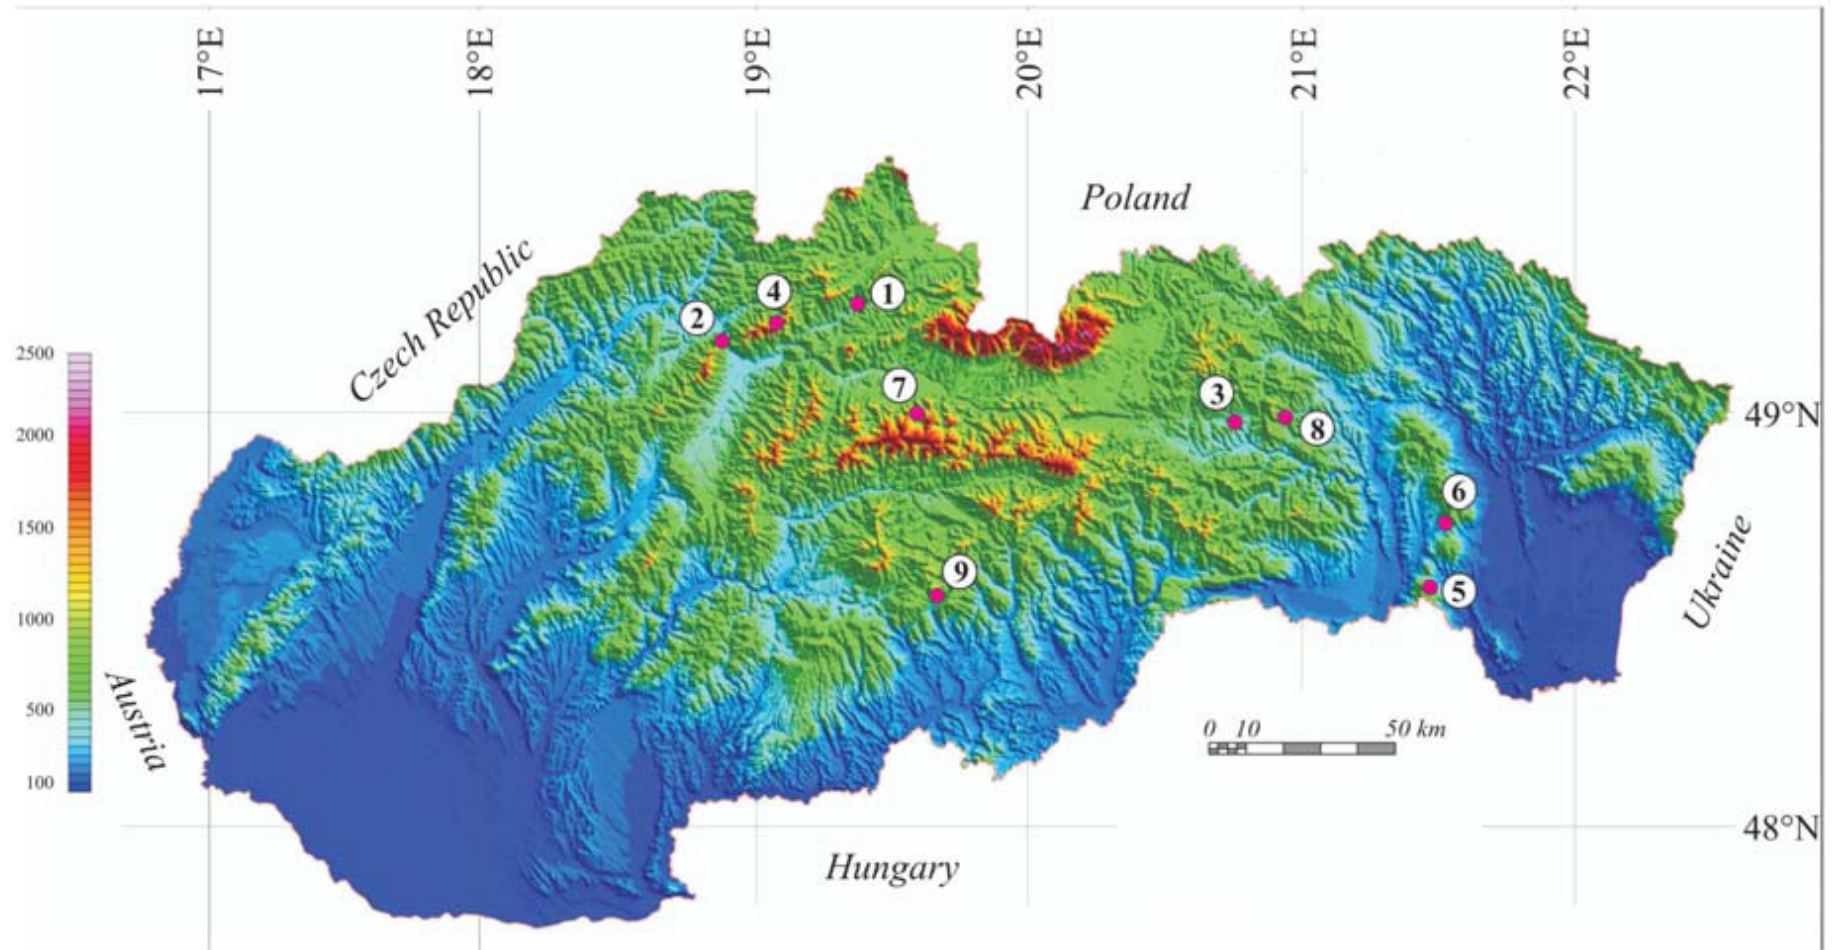 17°E
18°E
19°E
20°E
21°E
22°E
Poland
Czech Republic
4
1
2
2500
7
3
49°N
2000
8
6
1500
Ukraine
9
5
1000
Austria
500
0 10 50 km
100
48°N
Hungary